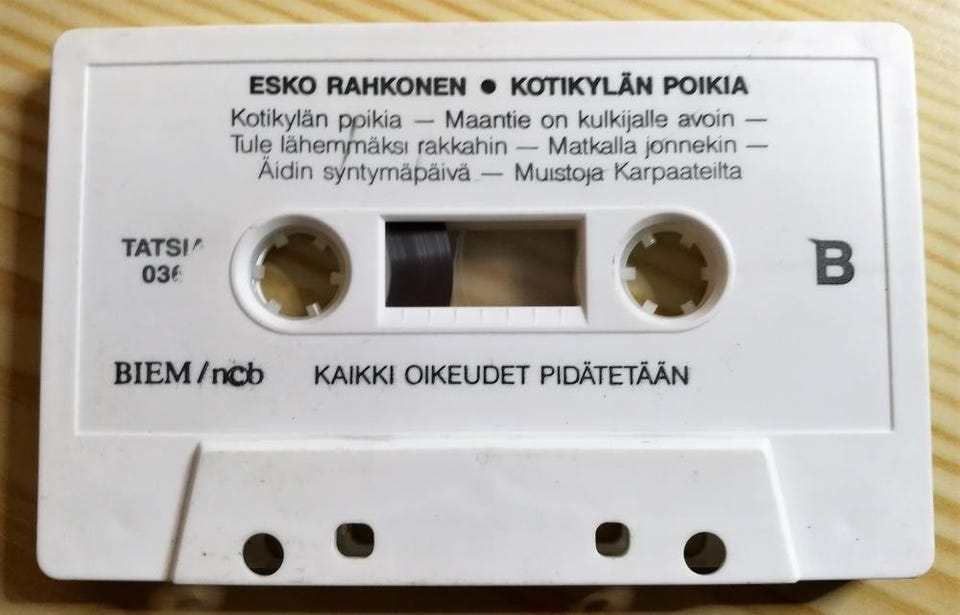 ESKO RAHKONEN ● KOTIKYLÄN POIKIA
Kotikylän poikia — Maantie on kulkijalle avoin —
Tule lähemmäksi rakkahin — Matkalla jonnekin —
Äidin syntymäpäivä — Muistoja Karpaateilta
B
BIEM/ncb KAIKKI OIKEUDET PIDÄTETÄÄN